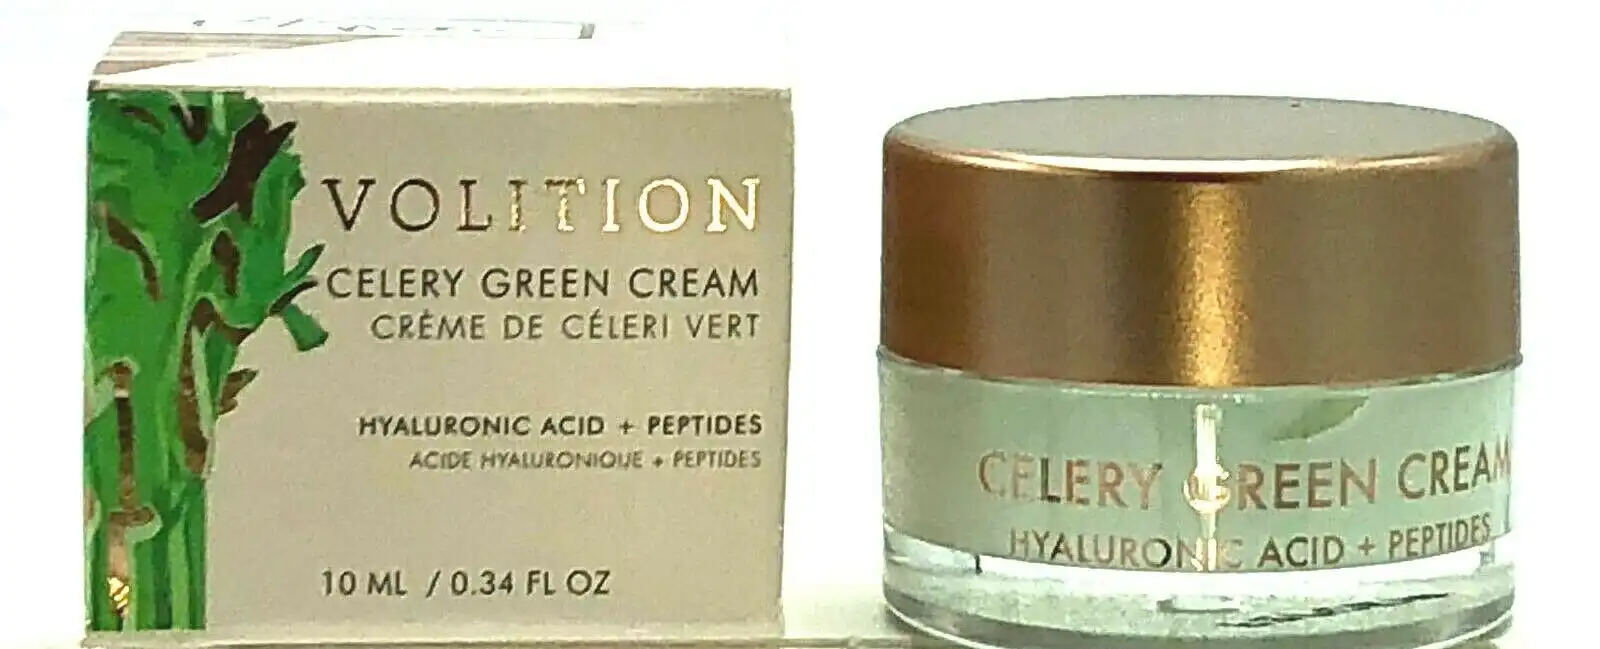 VOLITION
CELERY GREEN CREAM
CRÈME DE CÉLERI VERT
HYALURONIC ACID + PEPTIDES
ACIDE HYALURONIQUE + PEPTIDES
10 ML / 0.34 FL OZ
CELERY GREEN CREAM
HYALURONIC ACID + PEPTIDES